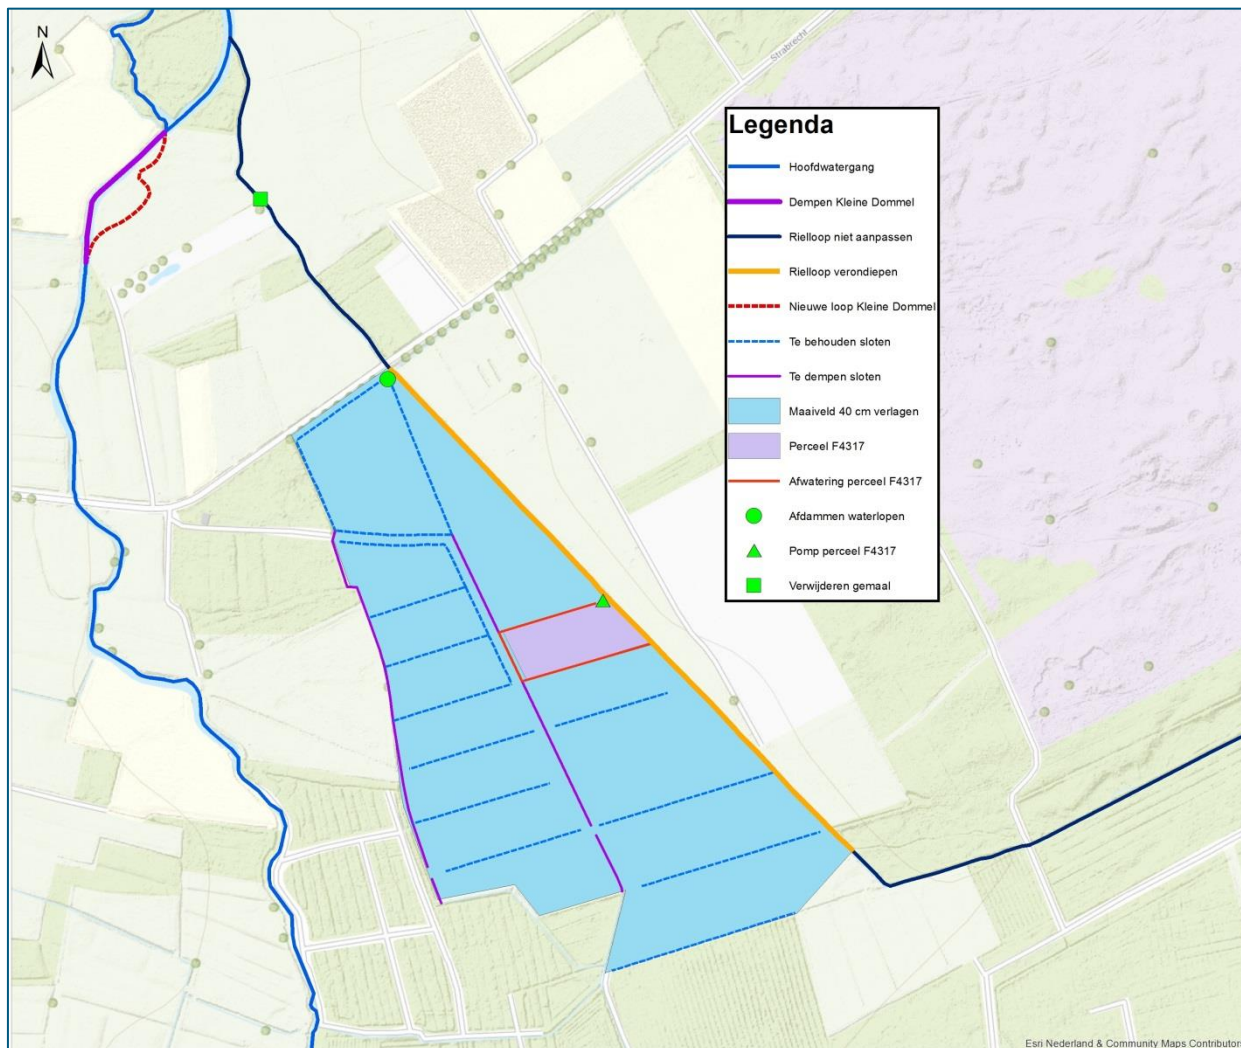 N
Strabrecht
Legenda
Hoofdwatergang
Dempen Kleine Dommel
Rielloop niet aanpassen
Rielloop verondiepen
Nieuwe loop Kleine Dommel
Te behouden sloten
Te dempen sloten
Maaiveld 40 cm verlagen
Perceel F4317
Afwatering perceel F4317
Afdammen waterlopen
Pomp perceel F4317
Verwijderen gemaal
Esri Nederland & Community Maps Contributors